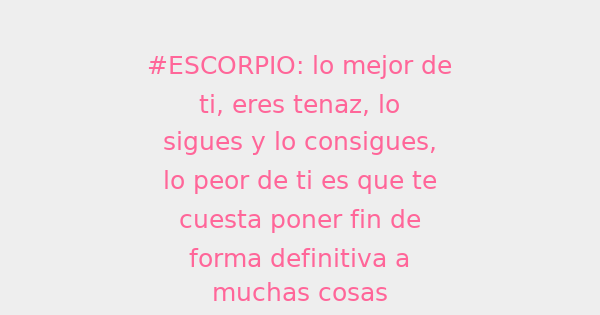 #ESCORPIO: lo mejor de
ti, eres tenaz, lo
sigues y lo consigues,
lo peor de ti es que te
cuesta poner fin de
forma definitiva a
muchas cosas